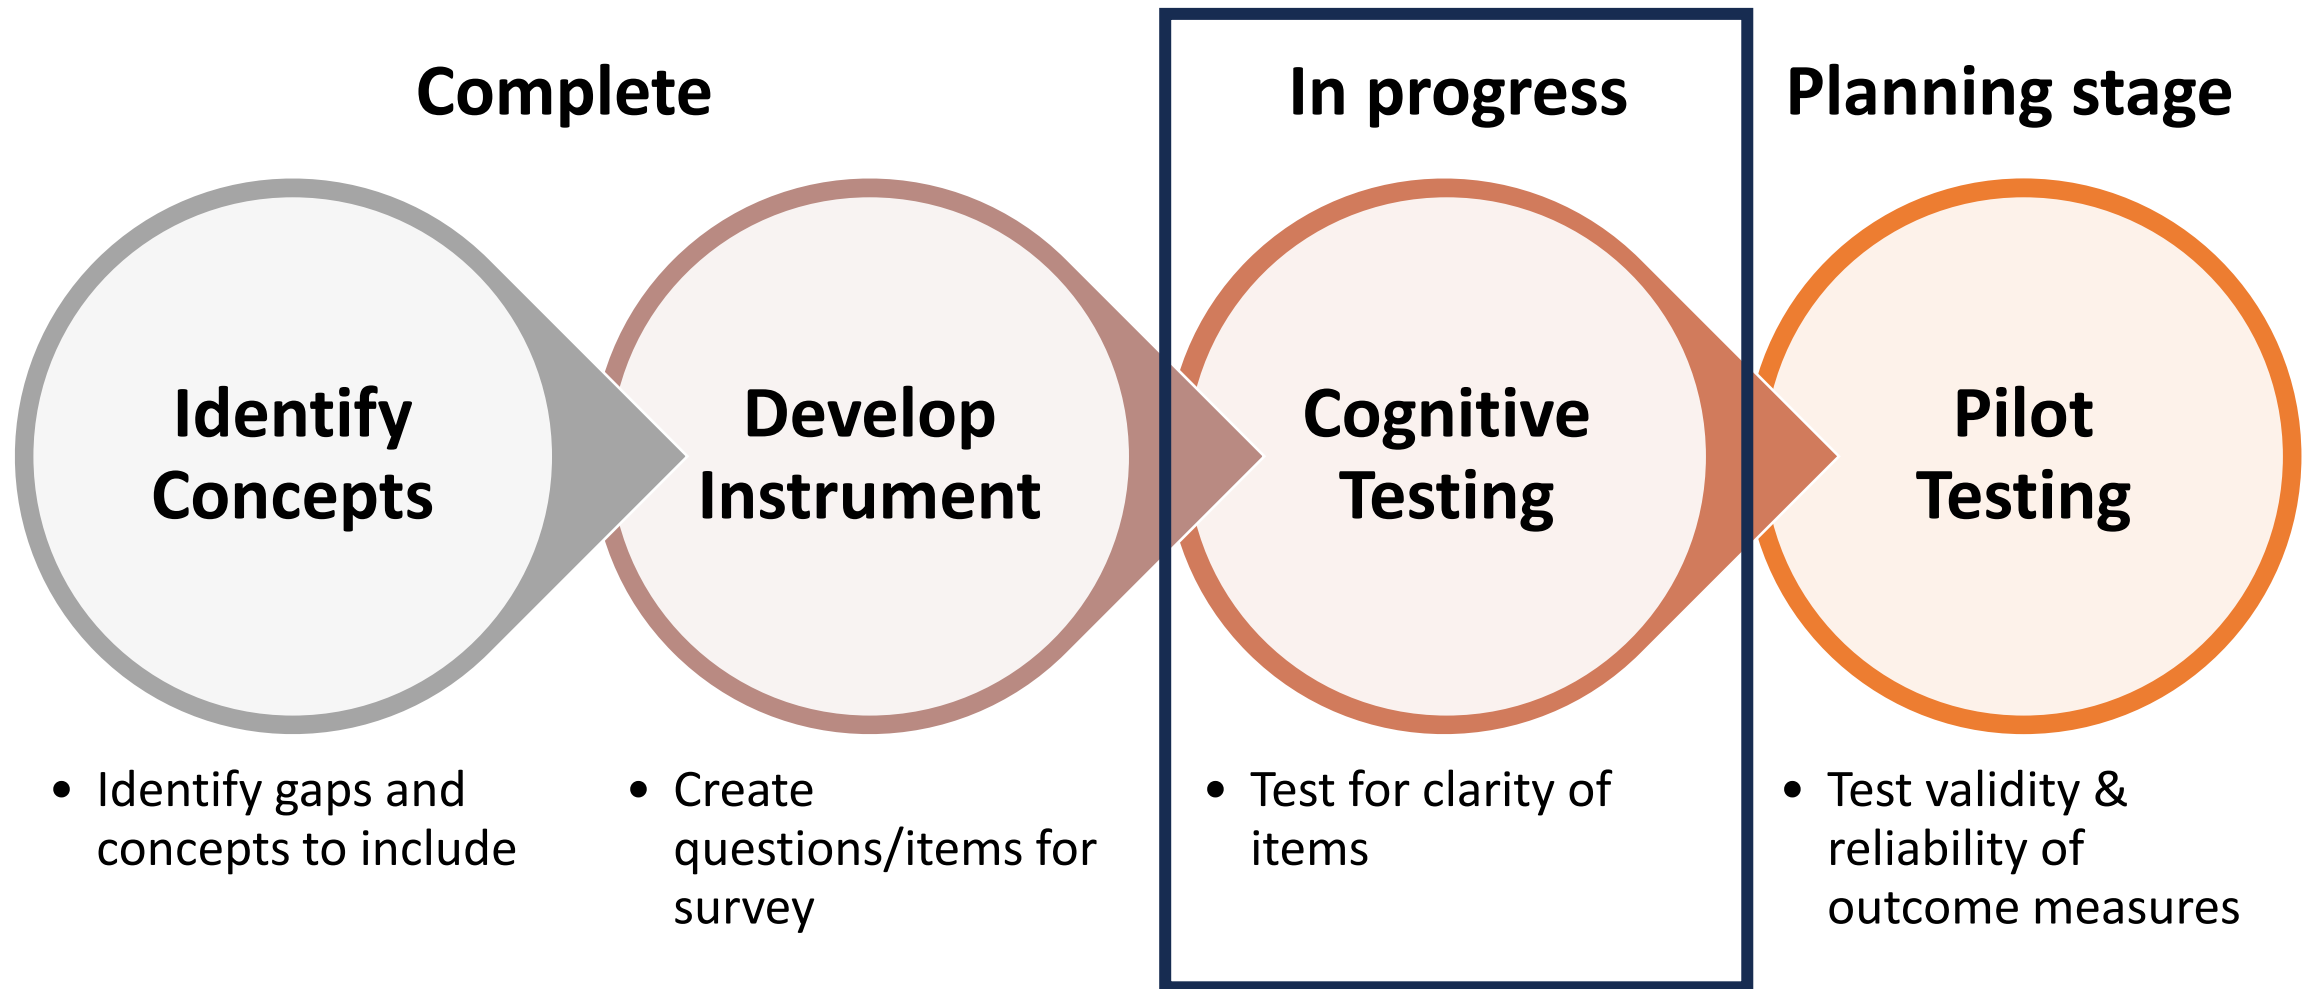 Complete
In progress
Planning stage
Identify
Concepts
Develop
Instrument
Cognitive
Testing
Pilot
Testing
• Identify gaps and
concepts to include
• Create
questions/items for
survey
• Test for clarity of
items
• Test validity &
reliability of
outcome measures